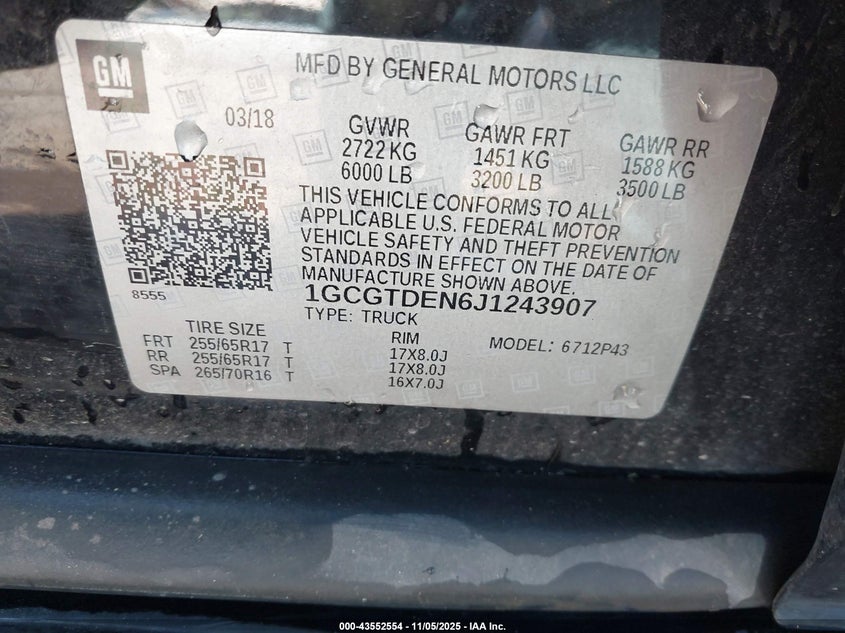 GM
MFD BY GENERAL MOTORS LLC
03/18
GVWR GAWR FRT GAWR RR
2722 KG 1451 KG 1588 KG
6000 LB 3200 LB 3500 LB
THIS VEHICLE CONFORMS TO ALL
APPLICABLE U.S. FEDERAL MOTOR
VEHICLE SAFETY AND THEFT PREVENTION
STANDARDS IN EFFECT ON THE DATE OF
MANUFACTURE SHOWN ABOVE.
8555
1GCGTDEN6J1243907
TYPE: TRUCK
TIRE SIZE RIM MODEL: 6712P43
FRT 255/65R17 T 17X8.0J
RR 255/65R17 T 17X8.0J
SPA 265/70R16 T 16X7.0J
000-43552554 - 11/05/2025 - IAA Inc.